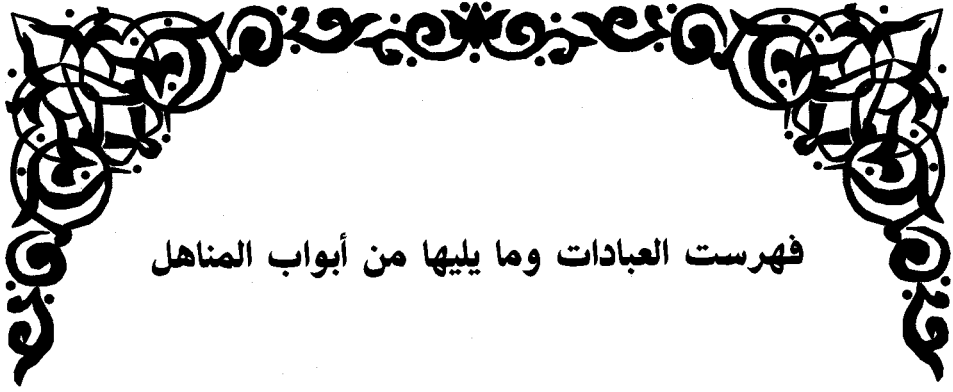 فهرست العبادات وما يليها من أبواب المناهل